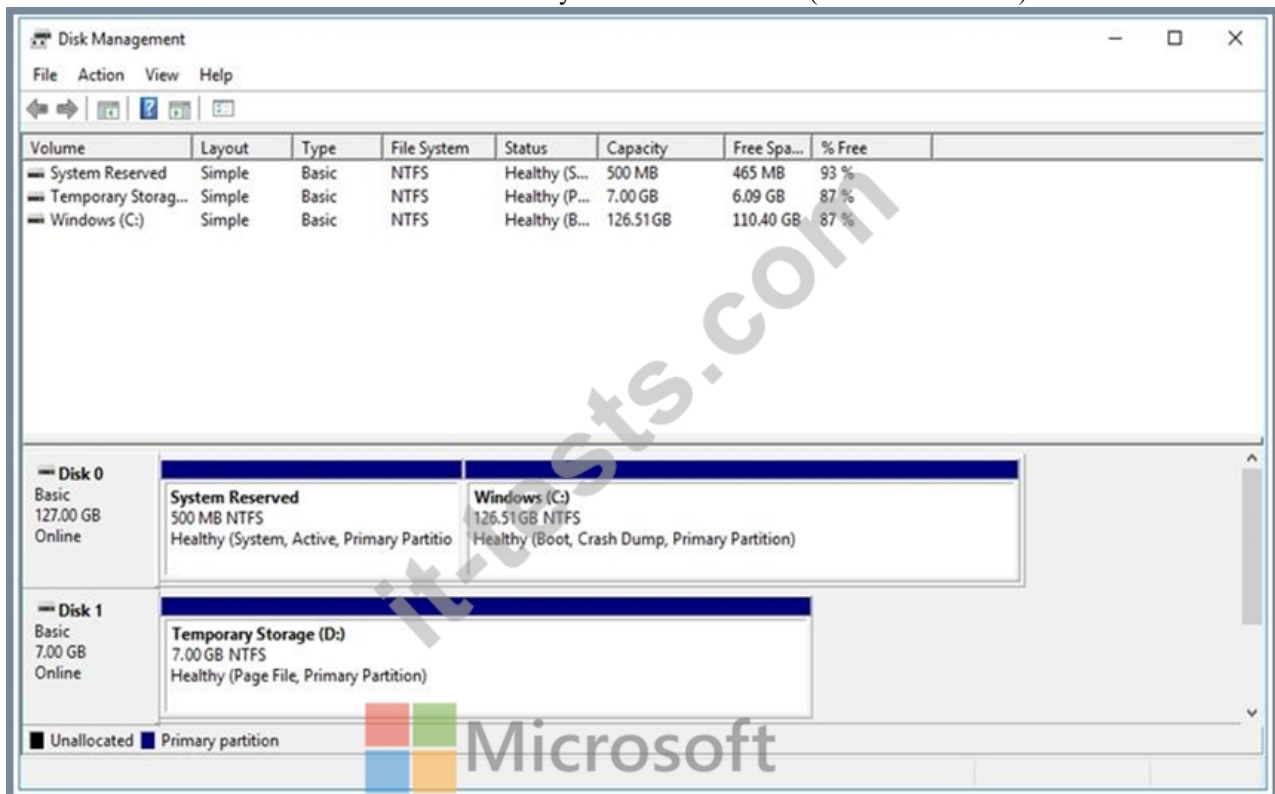 Disk Management
File Action View Help
Volume Layout Type File System Status Capacity Free Spa... % Free
System Reserved Simple Basic NTFS Healthy (S... 500 MB 465 MB 93 %
Temporary Storag... Simple Basic NTFS Healthy (P... 7.00 GB 6.09 GB 87 %
Windows (C:) Simple Basic NTFS Healthy (B... 126.51 GB 110.40 GB 87 %
it-tests.com
Disk 0
Basic
127.00 GB
Online
System Reserved
500 MB NTFS
Healthy (System, Active, Primary Partitio
Windows (C:)
126.51 GB NTFS
Healthy (Boot, Crash Dump, Primary Partition)
Disk 1
Basic
7.00 GB
Online
Temporary Storage (D:)
7.00 GB NTFS
Healthy (Page File, Primary Partition)
Unallocated Primary partition
Microsoft